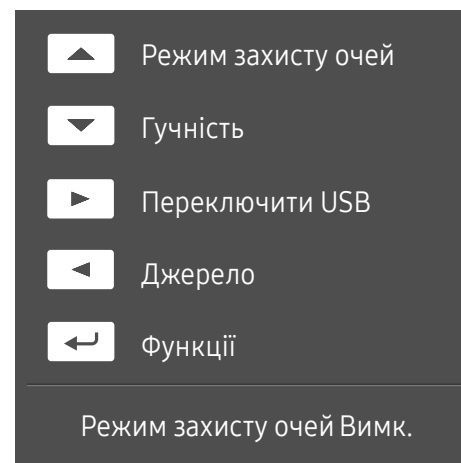 Режим захисту очей
Гучність
Переключити USB
Джерело
Функції
Режим захисту очей Вимк.